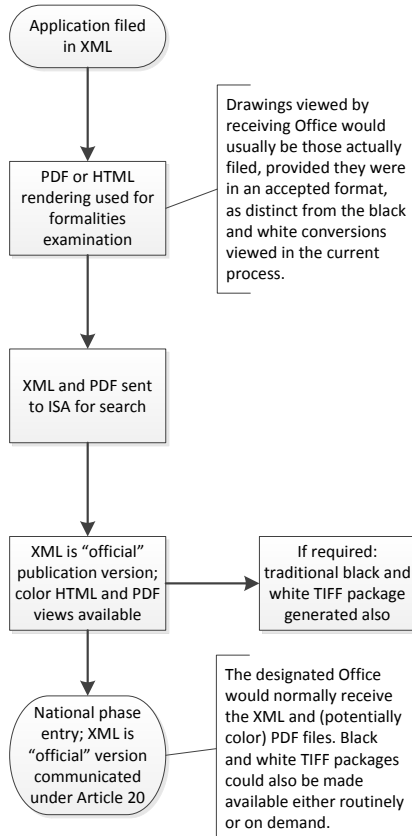 Application filed
in XML
Drawings viewed by
receiving Office would
usually be those actually
filed, provided they were
in an accepted format,
as distinct from the black
and white conversions
viewed in the current
process.
PDF or HTML
rendering used for
formalities
examination
XML and PDF sent
to ISA for search
XML is “official”
publication version;
color HTML and PDF
views available
If required:
traditional black and
white TIFF package
generated also
National phase
entry; XML is
“official” version
communicated
under Article 20
The designated Office
would normally receive
the XML and (potentially
color) PDF files. Black
and white TIFF packages
could also be made
available either routinely
or on demand.